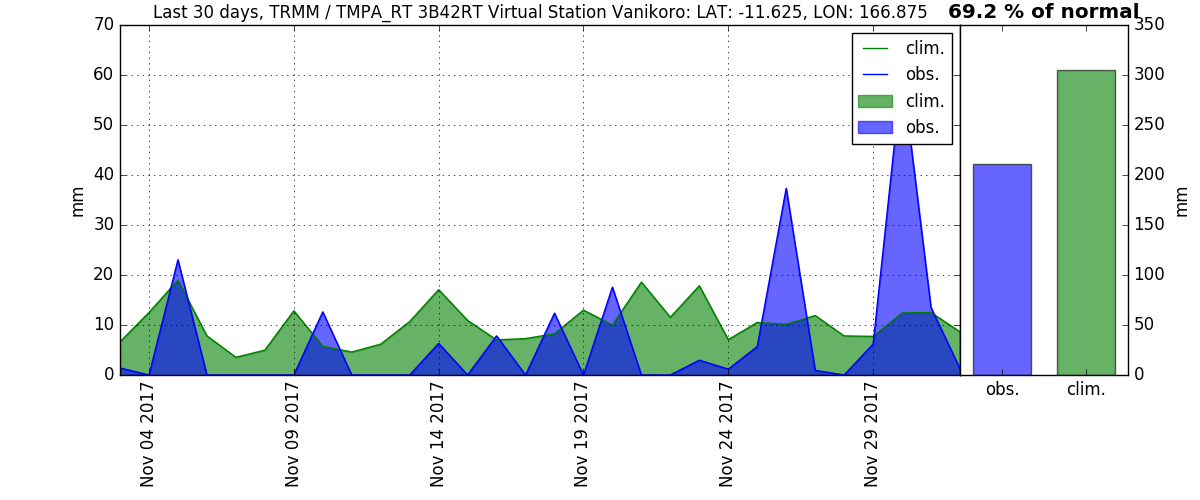 Last 30 days, TRMM / TMPA_RT 3B42RT Virtual Station Vanikoro: LAT: -11.625, LON: 166.875
69.2 % of normal
70
60
50
40
30
20
10
0
mm
clim.
obs.
clim.
obs.
Nov 04 2017
Nov 09 2017
Nov 14 2017
Nov 19 2017
Nov 24 2017
Nov 29 2017
350
300
250
200
150
100
50
0
mm
obs.
clim.